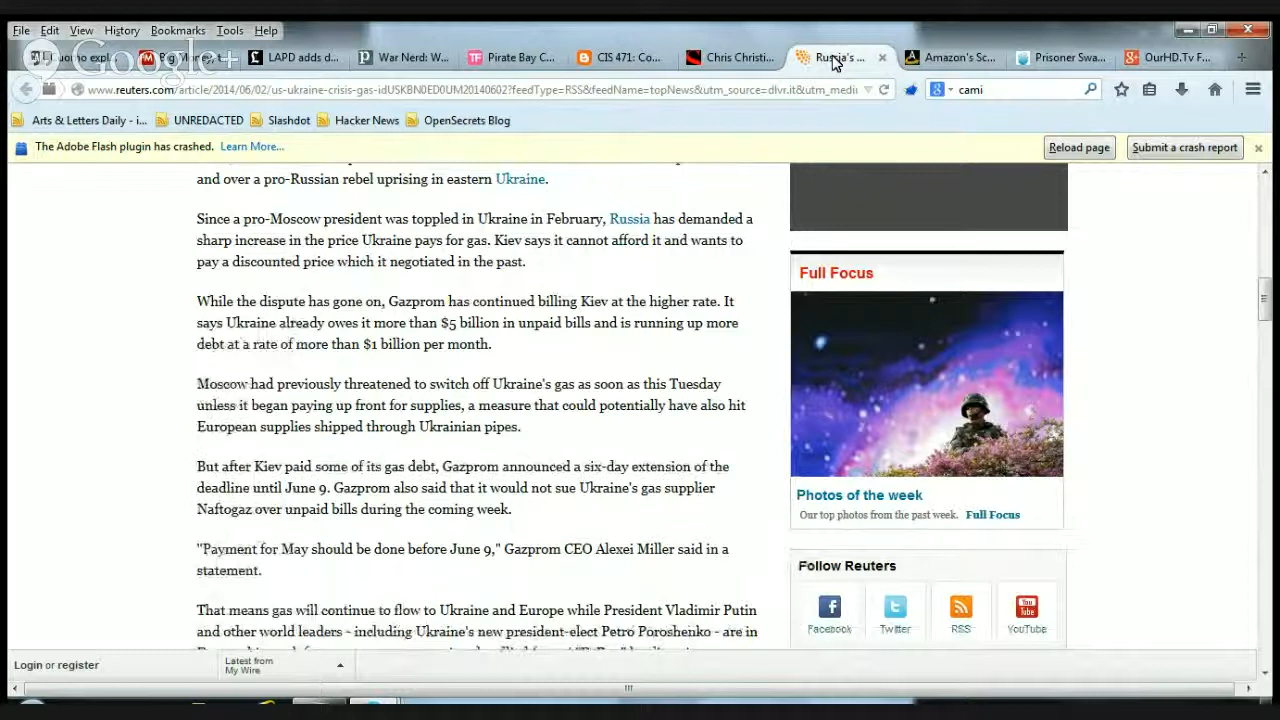 File Edit View History Bookmarks Tools Help
Google+
LAPD adds d... War Nerd: W... Pirate Bay C... CIS 471: Co... Chris Christi... Russia's ... Amazon's Sc... Prisoner Swa... OurHD.Tv F...
www.reuters.com/article/2014/06/02/us-ukraine-crisis-gas-idUSKBN0ED0UM20140602?feedType=RSS&feedName=topNews&utm_source=dlvr.it&utm_medi
cami
Arts & Letters Daily - i... UNREDACTED Slashdot Hacker News OpenSecrets Blog
The Adobe Flash plugin has crashed. Learn More... Reload page Submit a crash report
and over a pro-Russian rebel uprising in eastern Ukraine.
Since a pro-Moscow president was toppled in Ukraine in February, Russia has demanded a
sharp increase in the price Ukraine pays for gas. Kiev says it cannot afford it and wants to
pay a discounted price which it negotiated in the past.
While the dispute has gone on, Gazprom has continued billing Kiev at the higher rate. It
says Ukraine already owes it more than $5 billion in unpaid bills and is running up more
debt at a rate of more than $1 billion per month.
Moscow had previously threatened to switch off Ukraine's gas as soon as this Tuesday
unless it began paying up front for supplies, a measure that could potentially have also hit
European supplies shipped through Ukrainian pipes.
But after Kiev paid some of its gas debt, Gazprom announced a six-day extension of the
deadline until June 9. Gazprom also said that it would not sue Ukraine's gas supplier
Naftogaz over unpaid bills during the coming week.
"Payment for May should be done before June 9," Gazprom CEO Alexei Miller said in a
statement.
That means gas will continue to flow to Ukraine and Europe while President Vladimir Putin
and other world leaders - including Ukraine's new president-elect Petro Poroshenko - are in
Full Focus
Photos of the week
Our top photos from the past week. Full Focus
Follow Reuters
Facebook Twitter RSS YouTube
Login or register
Latest from
My Wire